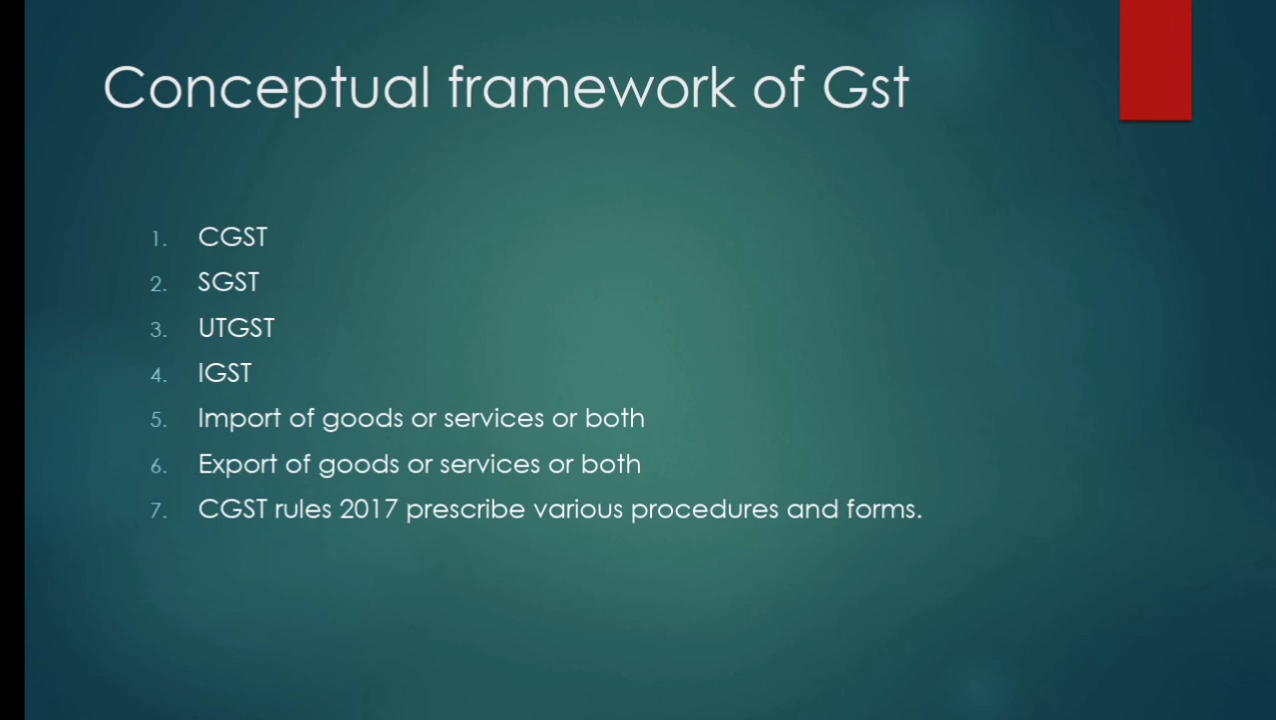 Conceptual framework of Gst
1. CGST
2. SGST
3. UTGST
4. IGST
5. Import of goods or services or both
6. Export of goods or services or both
7. CGST rules 2017 prescribe various procedures and forms.